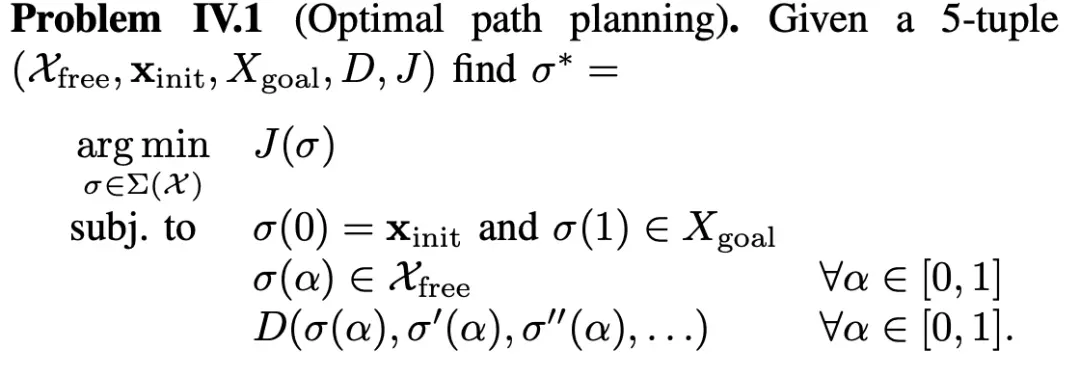 Problem IV.1 (Optimal path planning). Given a 5-tuple
(𝒳free, xinit, Xgoal, D, J) find σ* =
arg min J(σ)
σ∈Σ(𝒳)
subj. to σ(0) = xinit and σ(1) ∈ Xgoal
σ(α) ∈ 𝒳free ∀α ∈ [0, 1]
D(σ(α), σ′(α), σ′′(α), . . .) ∀α ∈ [0, 1].